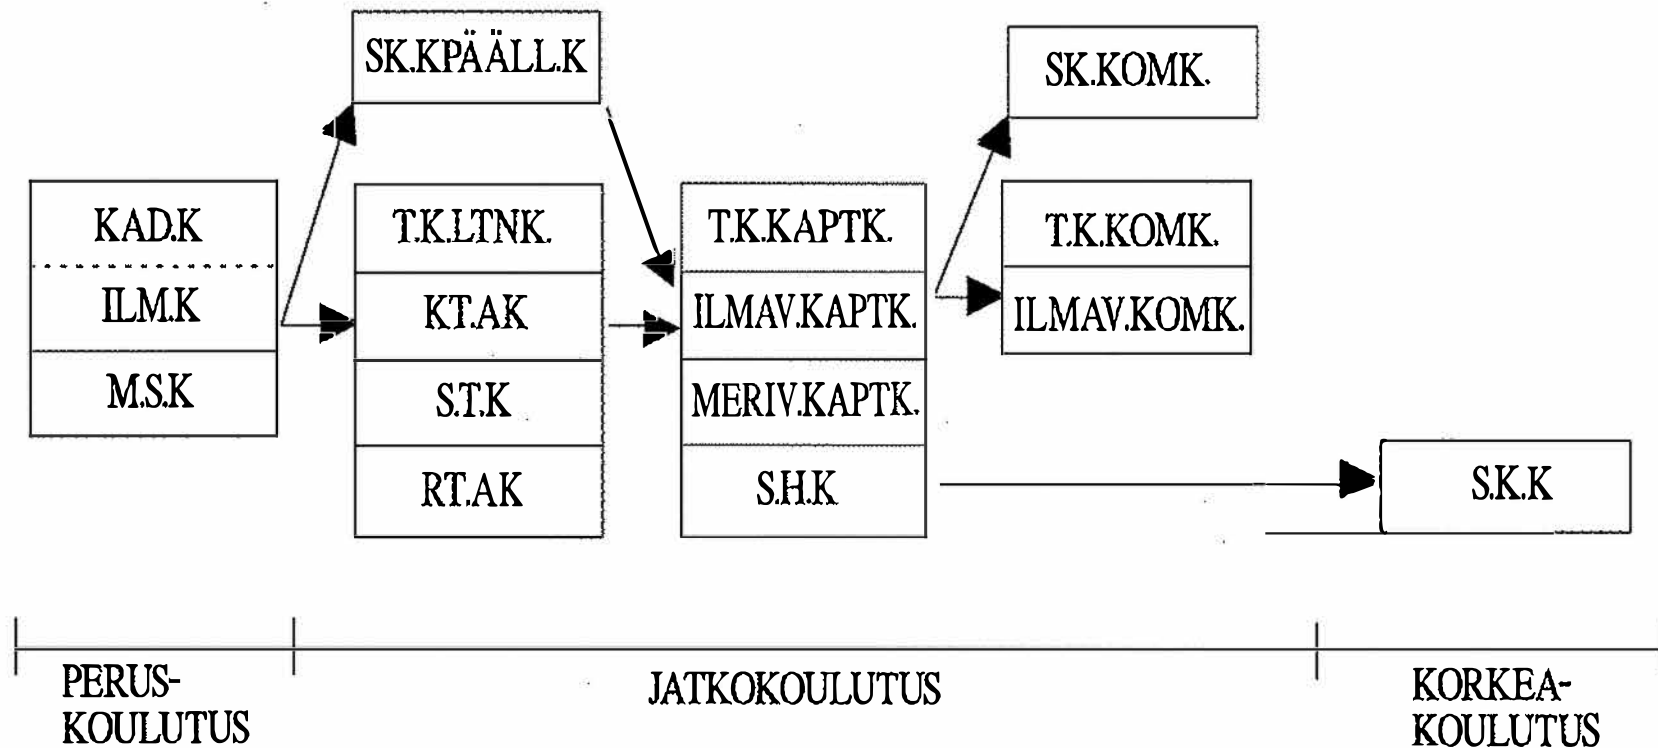 SK.KPÄÄLL.K
SK.KOMK.
KAD.K
ILM.K
M.S.K
T.K.LTNK.
KT.AK
S.T.K
RT.AK
T.K.KAPTK.
ILMAV.KAPTK.
MERIV.KAPTK.
S.H.K
T.K.KOMK.
ILMAV.KOMK.
S.K.K
PERUS-
KOULUTUS
JATKOKOULUTUS
KORKEA-
KOULUTUS